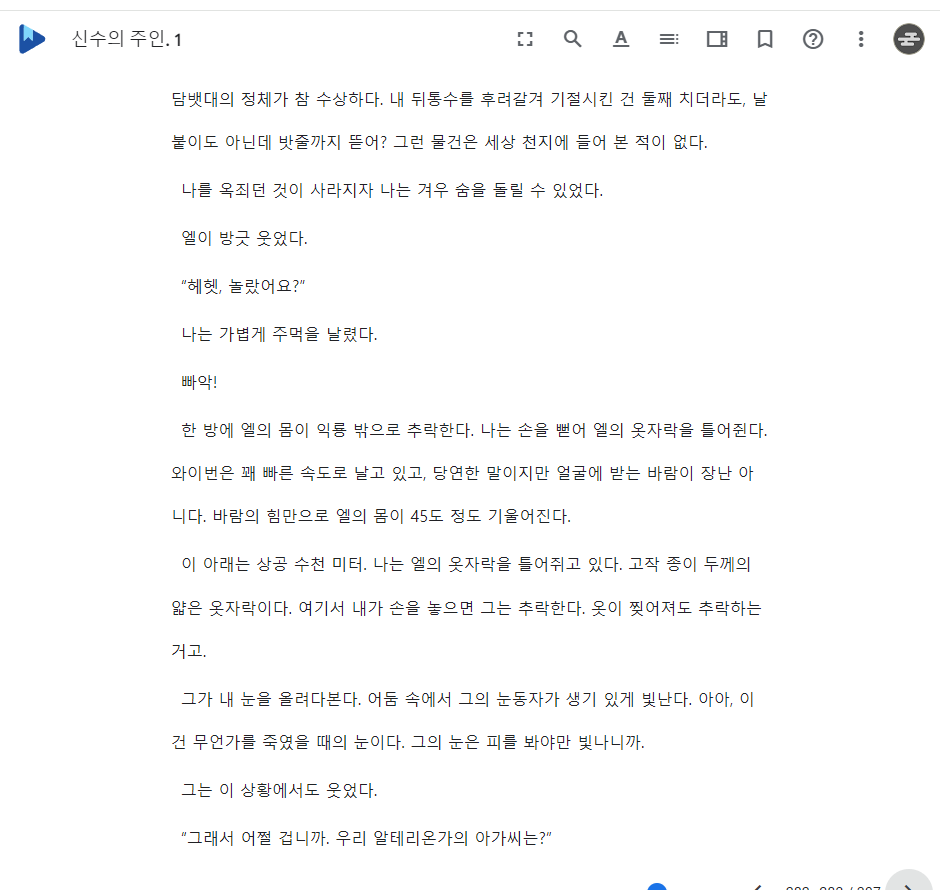 신수의 주인. 1
담뱃대의 정체가 참 수상하다. 내 뒤통수를 후려갈겨 기절시킨 건 둘째 치더라도, 날
붙이도 아닌데 밧줄까지 뜯어? 그런 물건은 세상 천지에 들어 본 적이 없다.
나를 옥죄던 것이 사라지자 나는 겨우 숨을 돌릴 수 있었다.
엘이 방긋 웃었다.
"헤헷, 놀랐어요?"
나는 가볍게 주먹을 날렸다.
빠악!
한 방에 엘의 몸이 익룡 밖으로 추락한다. 나는 손을 뻗어 엘의 옷자락을 틀어쥔다.
와이번은 꽤 빠른 속도로 날고 있고, 당연한 말이지만 얼굴에 받는 바람이 장난 아
니다. 바람의 힘만으로 엘의 몸이 45도 정도 기울어진다.
이 아래는 상공 수천 미터. 나는 엘의 옷자락을 틀어쥐고 있다. 고작 종이 두께의
얇은 옷자락이다. 여기서 내가 손을 놓으면 그는 추락한다. 옷이 찢어져도 추락하는
거고.
그가 내 눈을 올려다본다. 어둠 속에서 그의 눈동자가 생기 있게 빛난다. 아아, 이
건 무언가를 죽였을 때의 눈이다. 그의 눈은 피를 봐야만 빛나니까.
그는 이 상황에서도 웃었다.
"그래서 어쩔 겁니까. 우리 알테리온가의 아가씨는?"